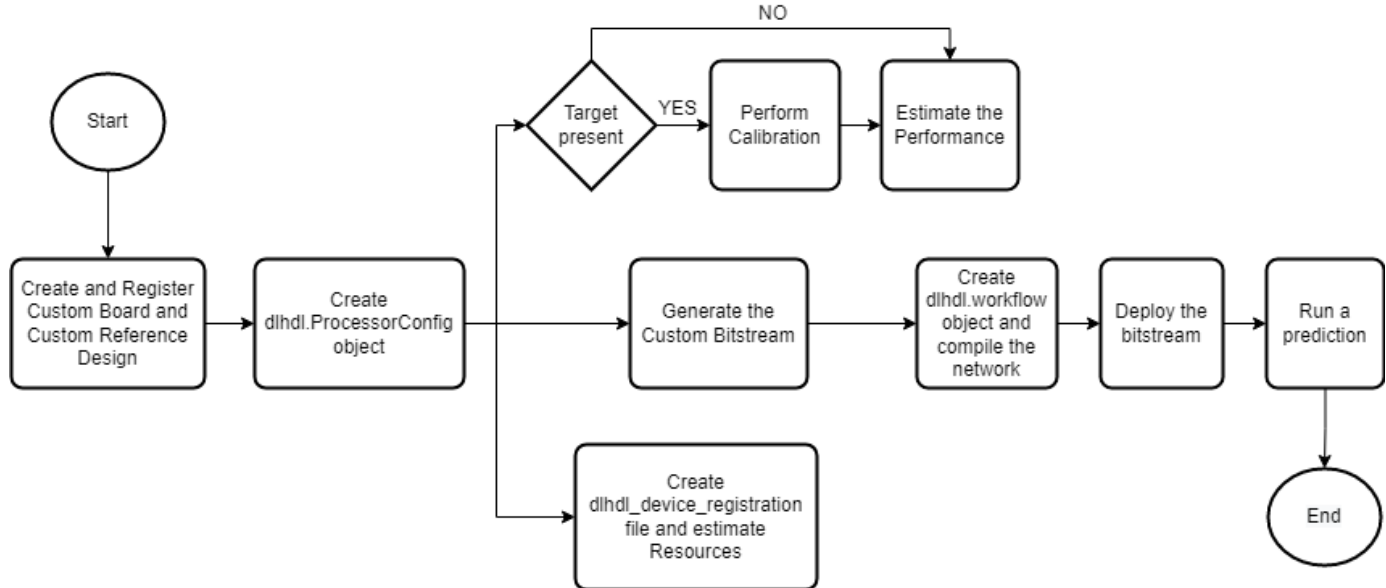 NO
Start
Target
present
YES
Perform
Calibration
Estimate the
Performance
Create and Register
Custom Board and
Custom Reference
Design
Create
dlhdl.ProcessorConfig
object
Generate the
Custom Bitstream
Create
dlhdl.workflow
object and
compile the
network
Deploy the
bitstream
Run a
prediction
Create
dlhdl_device_registration
file and estimate
Resources
End